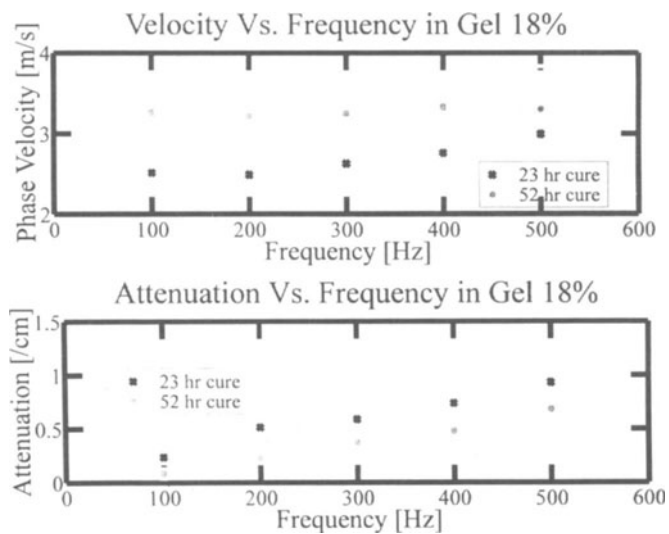 Velocity Vs. Frequency in Gel 18%
Phase Velocity [m/s]
4
3
2
23 hr cure
52 hr cure
0 100 200 300 400 500 600
Frequency [Hz]
Attenuation Vs. Frequency in Gel 18%
Attenuation [/cm]
1.5
1
0.5
0
23 hr cure
52 hr cure
0 100 200 300 400 500 600
Frequency [Hz]